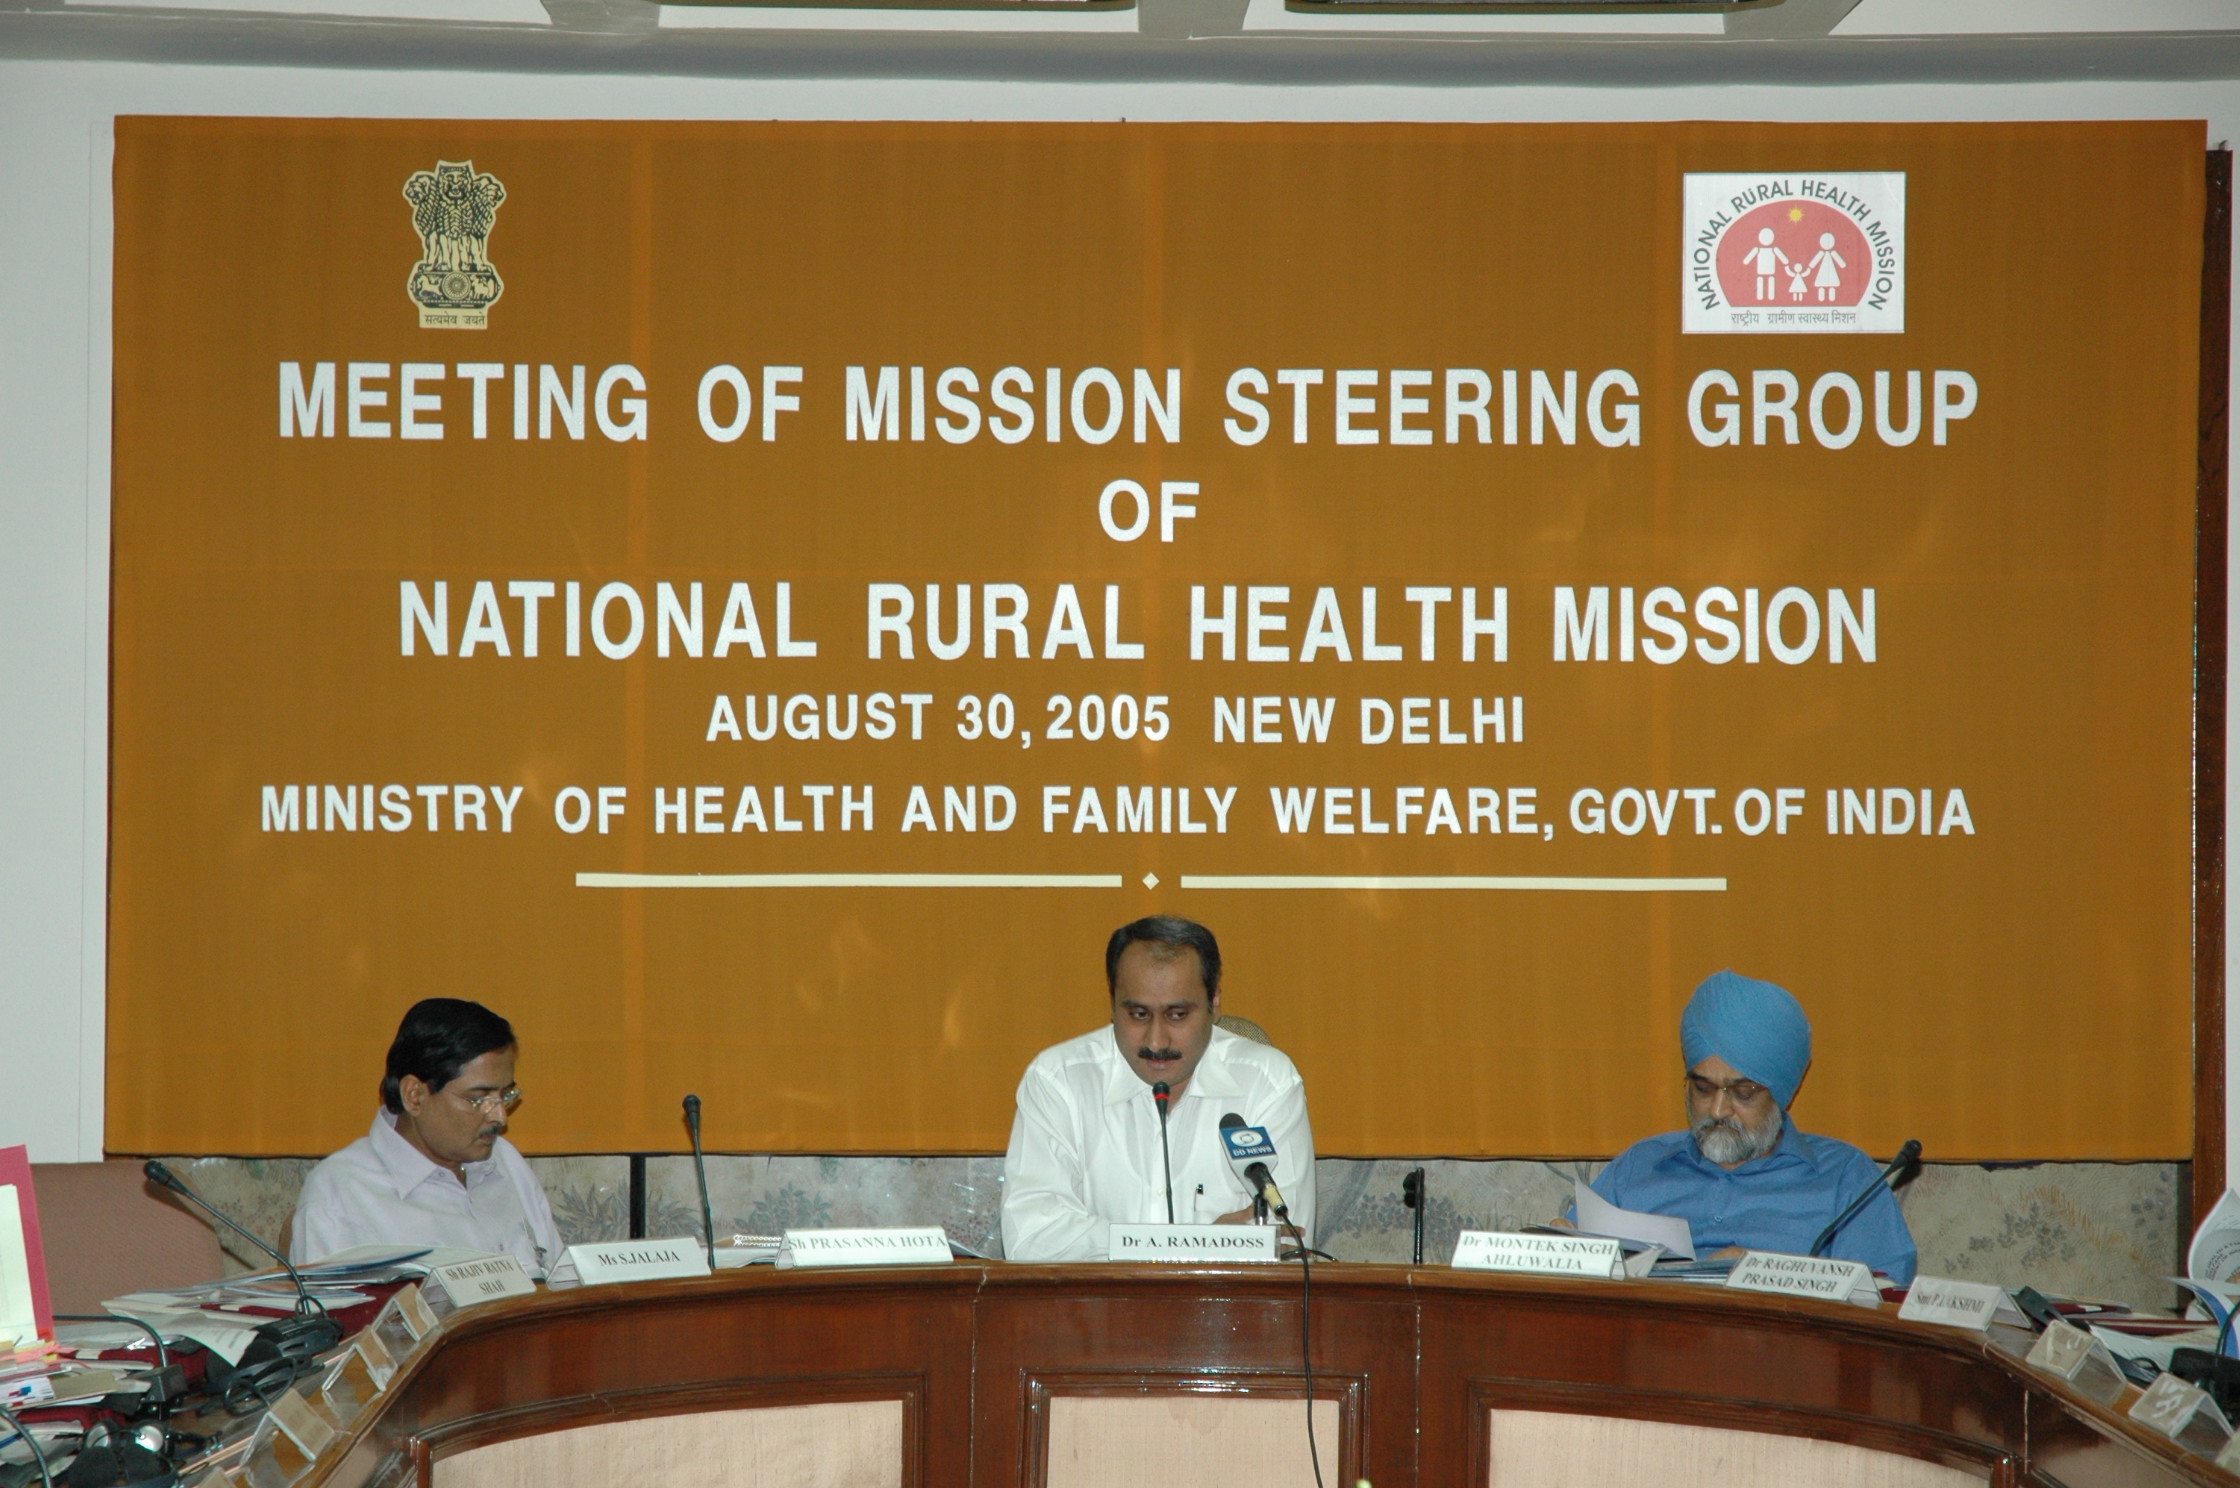 सत्यमेव जयते
NATIONAL RURAL HEALTH MISSION
राष्ट्रीय ग्रामीण स्वास्थ्य मिशन
MEETING OF MISSION STEERING GROUP
OF
NATIONAL RURAL HEALTH MISSION
AUGUST 30, 2005 NEW DELHI
MINISTRY OF HEALTH AND FAMILY WELFARE, GOVT. OF INDIA
DD NEWS
Sh RAJIV RATNA
SHAH
Ms S.JALAJA
Sh PRASANNA HOTA
Dr A. RAMADOSS
Dr MONTEK SINGH
AHLUWALIA
Dr RAGHUVANSH
PRASAD SINGH
Smt P.LAKSHMI